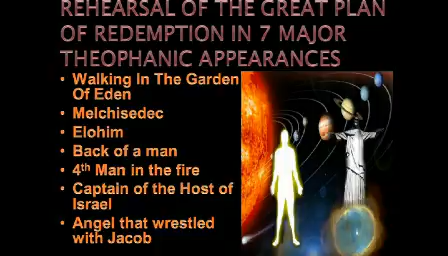 REHEARSAL OF THE GREAT PLAN
OF REDEMPTION IN 7 MAJOR
THEOPHANIC APPEARANCES
• Walking In The Garden
Of Eden
• Melchisedec
• Elohim
• Back of a man
• 4th Man in the fire
• Captain of the Host of
Israel
• Angel that wrestled
with Jacob